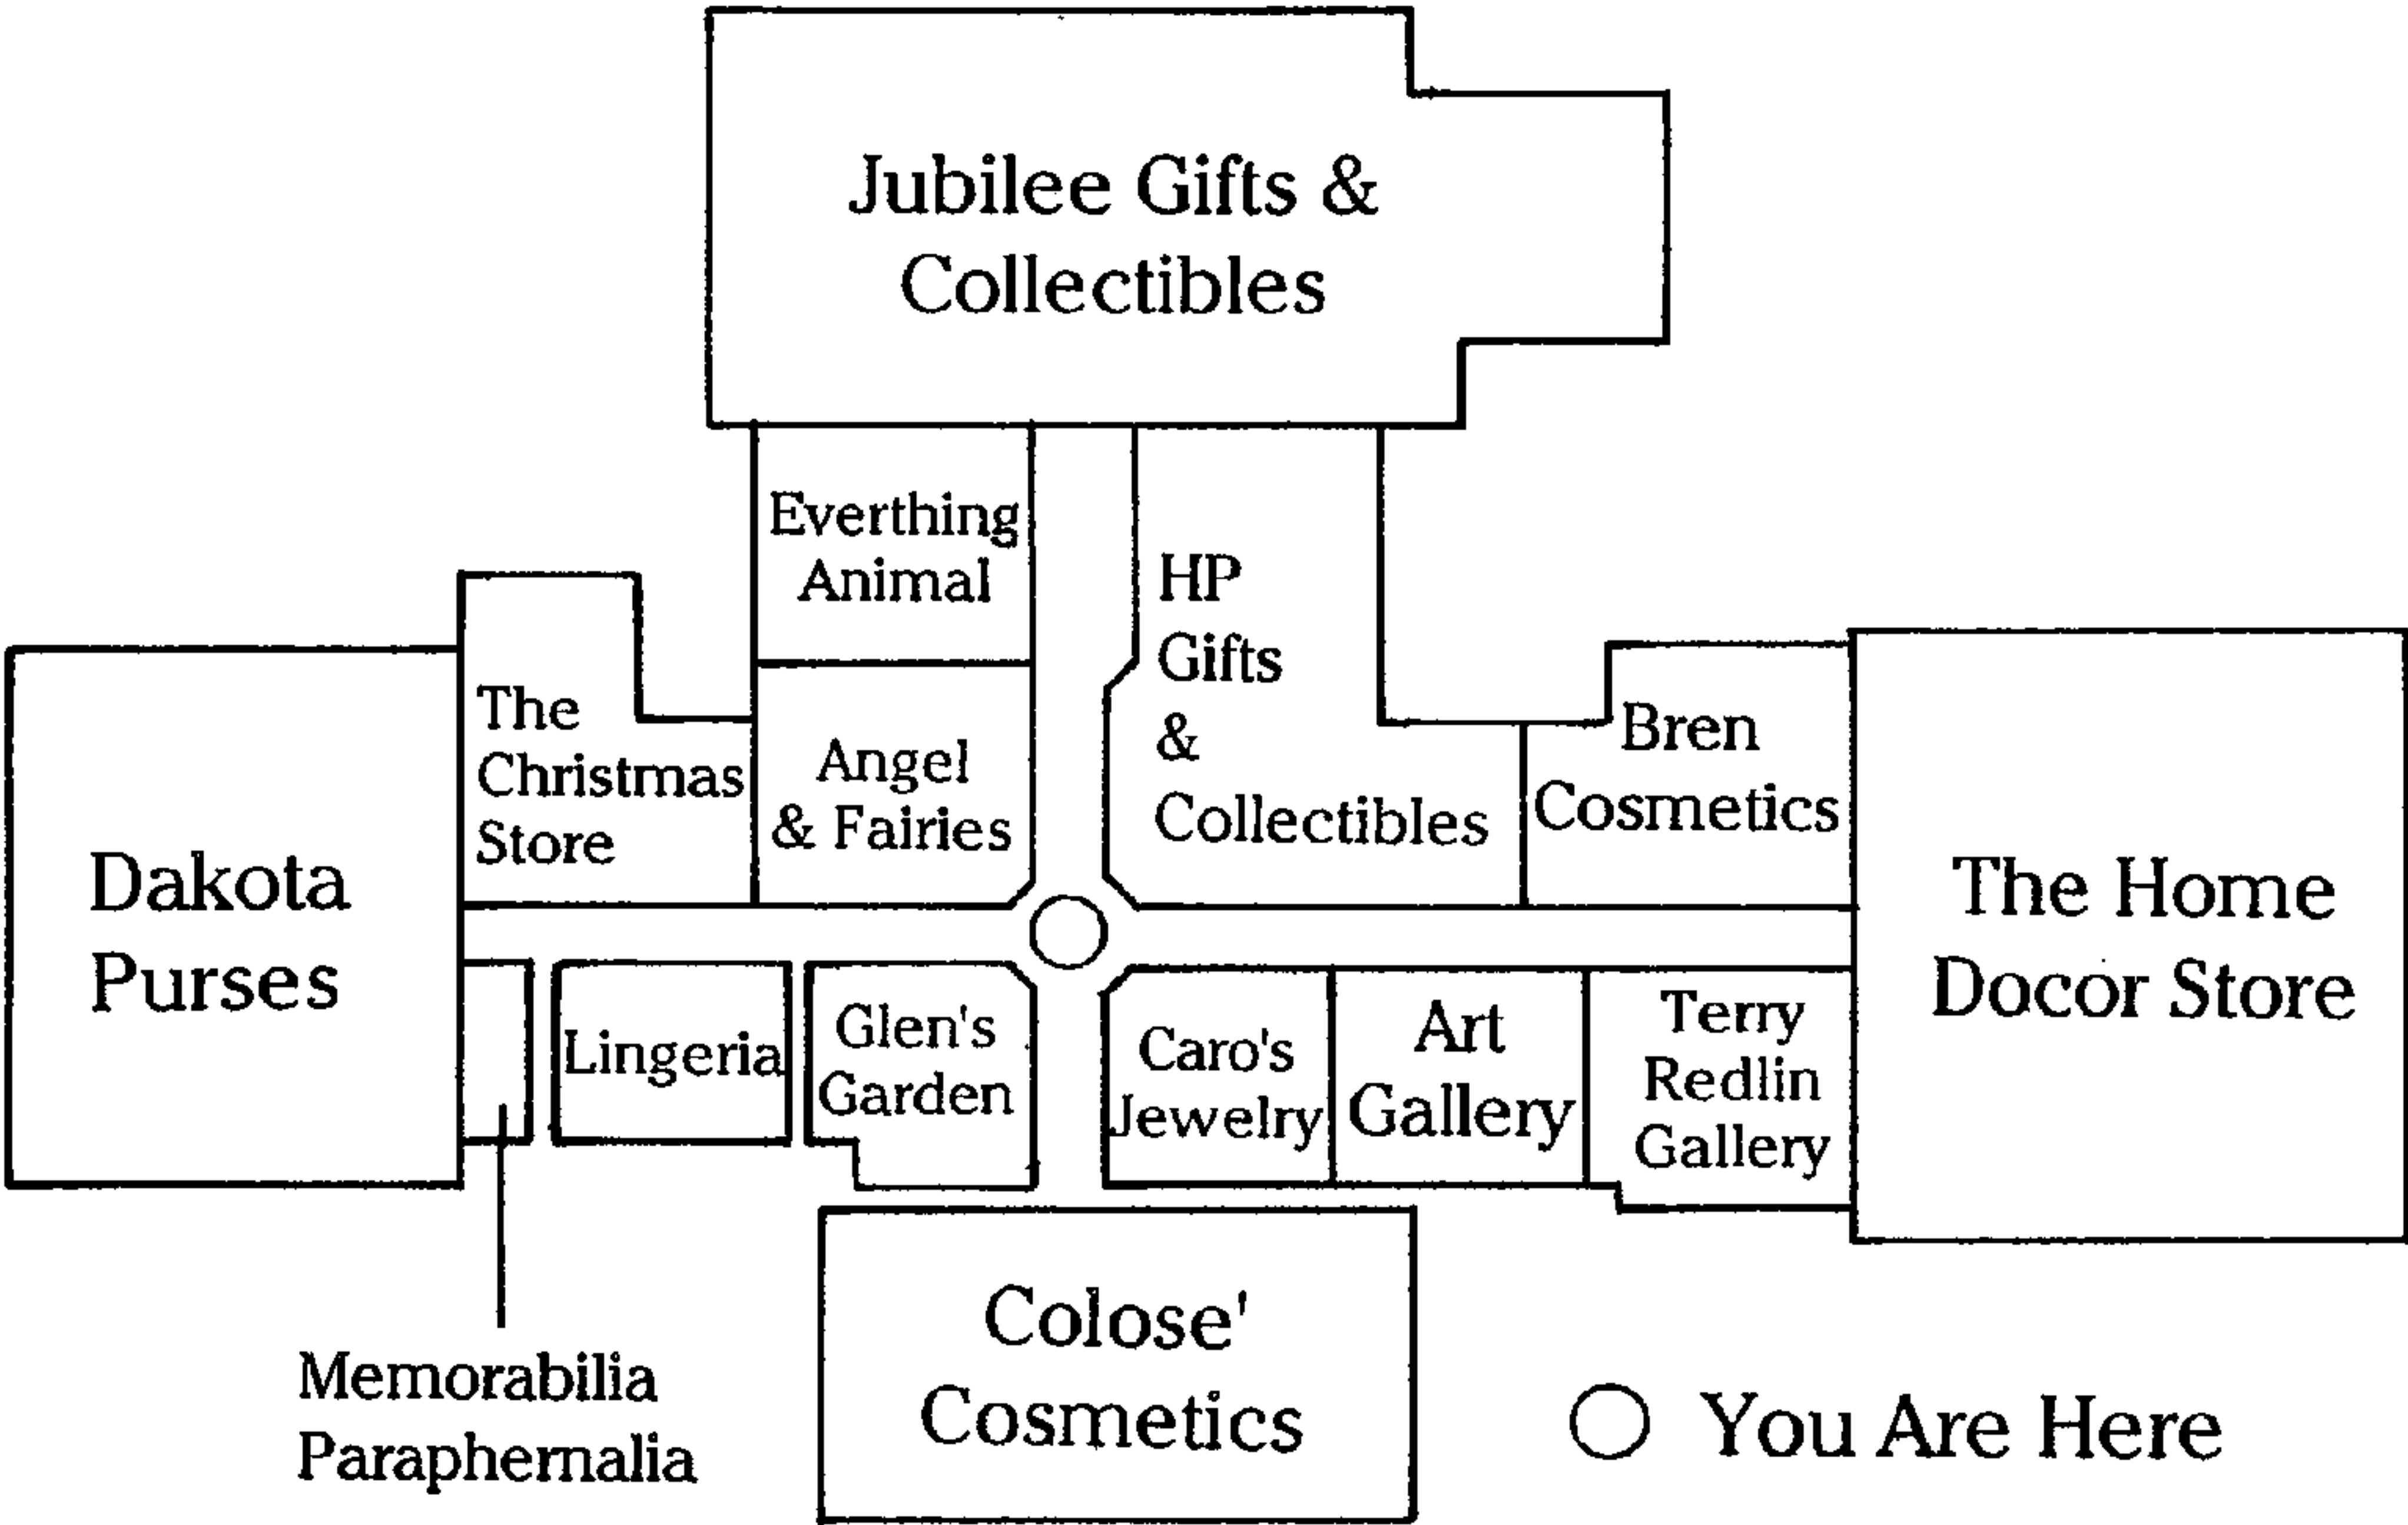 Jubilee Gifts &
Collectibles
Everthing
Animal
HP
Gifts
&
Collectibles
The
Christmas
Store
Angel
& Fairies
Bren
Cosmetics
Dakota
Purses
The Home
Docor Store
Lingeria
Glen's
Garden
Caro's
Jewelry
Art
Gallery
Terry
Redlin
Gallery
Memorabilia
Paraphernalia
Colose'
Cosmetics
You Are Here